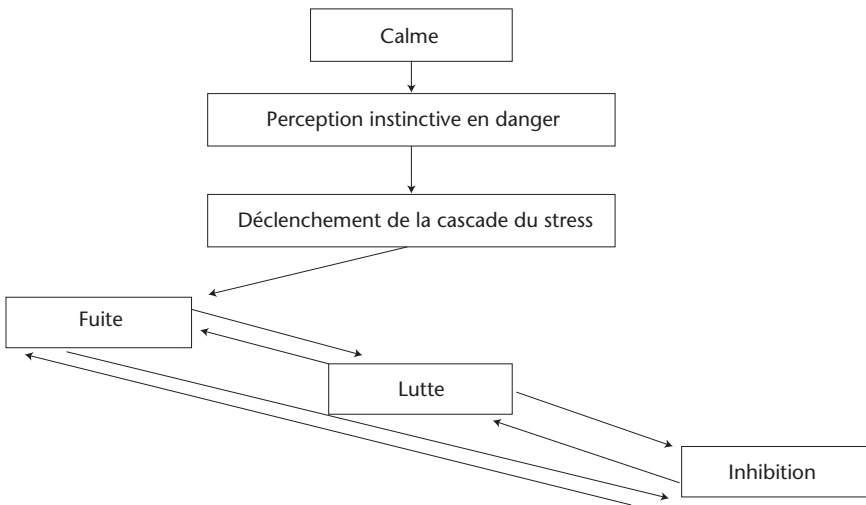 Calme
Perception instinctive en danger
Déclenchement de la cascade du stress
Fuite
Lutte
Inhibition